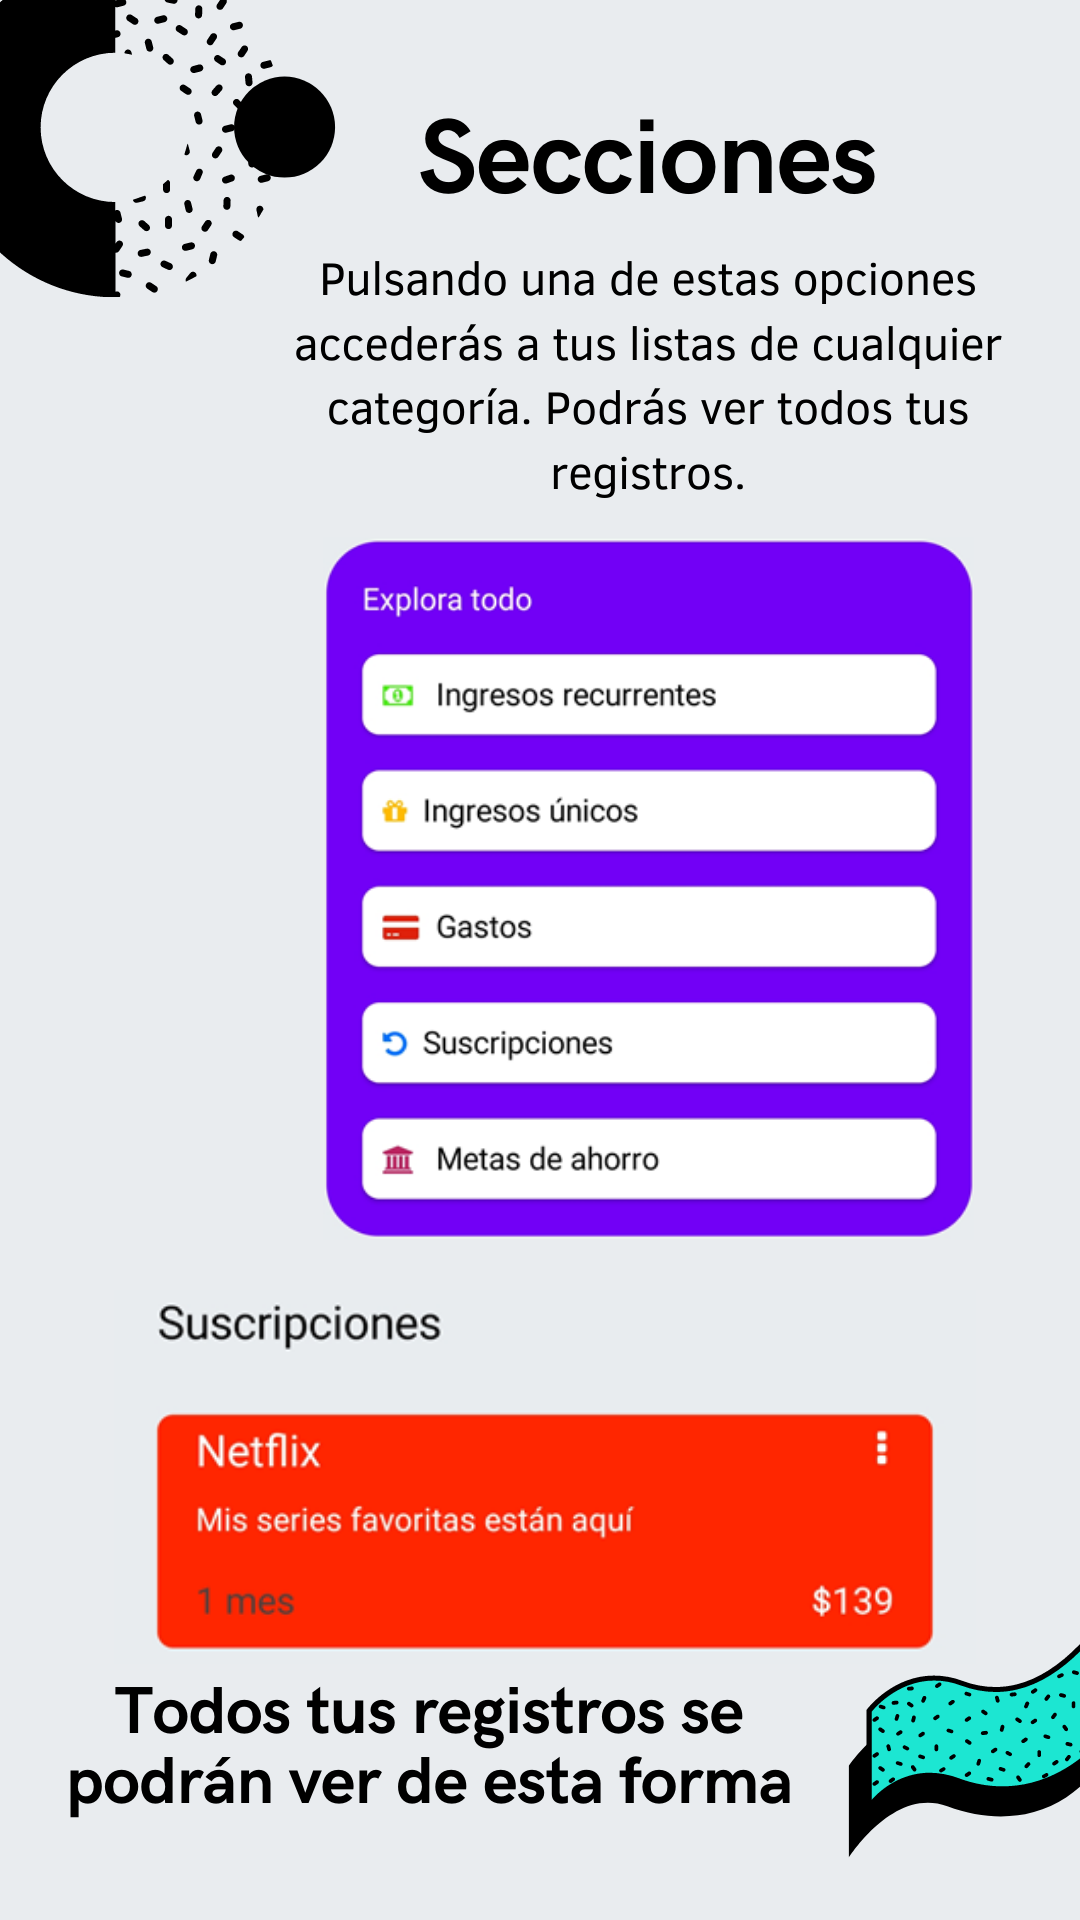 Secciones
Pulsando una de estas opciones
accederás a tus listas de cualquier
categoría. Podrás ver todos tus
registros.
Explora todo
Ingresos recurrentes
Ingresos únicos
Gastos
Suscripciones
Metas de ahorro
Suscripciones
Netflix
Mis series favoritas están aquí
1 mes $139
Todos tus registros se
podrán ver de esta forma